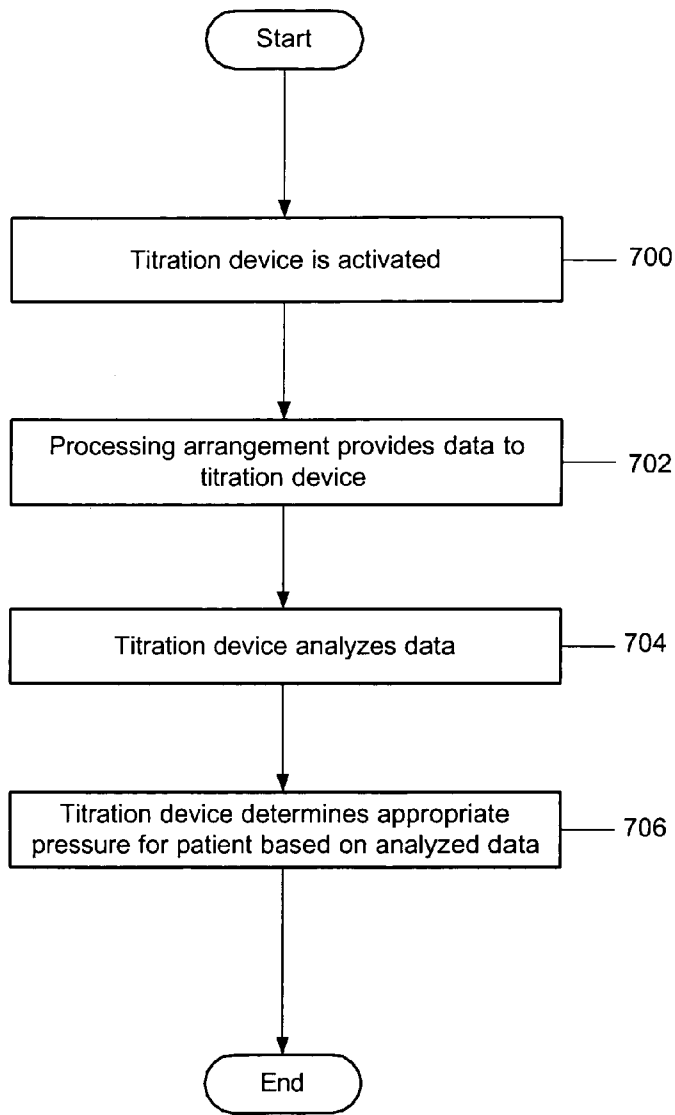 Start
Titration device is activated
700
Processing arrangement provides data to
titration device
702
Titration device analyzes data
704
Titration device determines appropriate
pressure for patient based on analyzed data
706
End